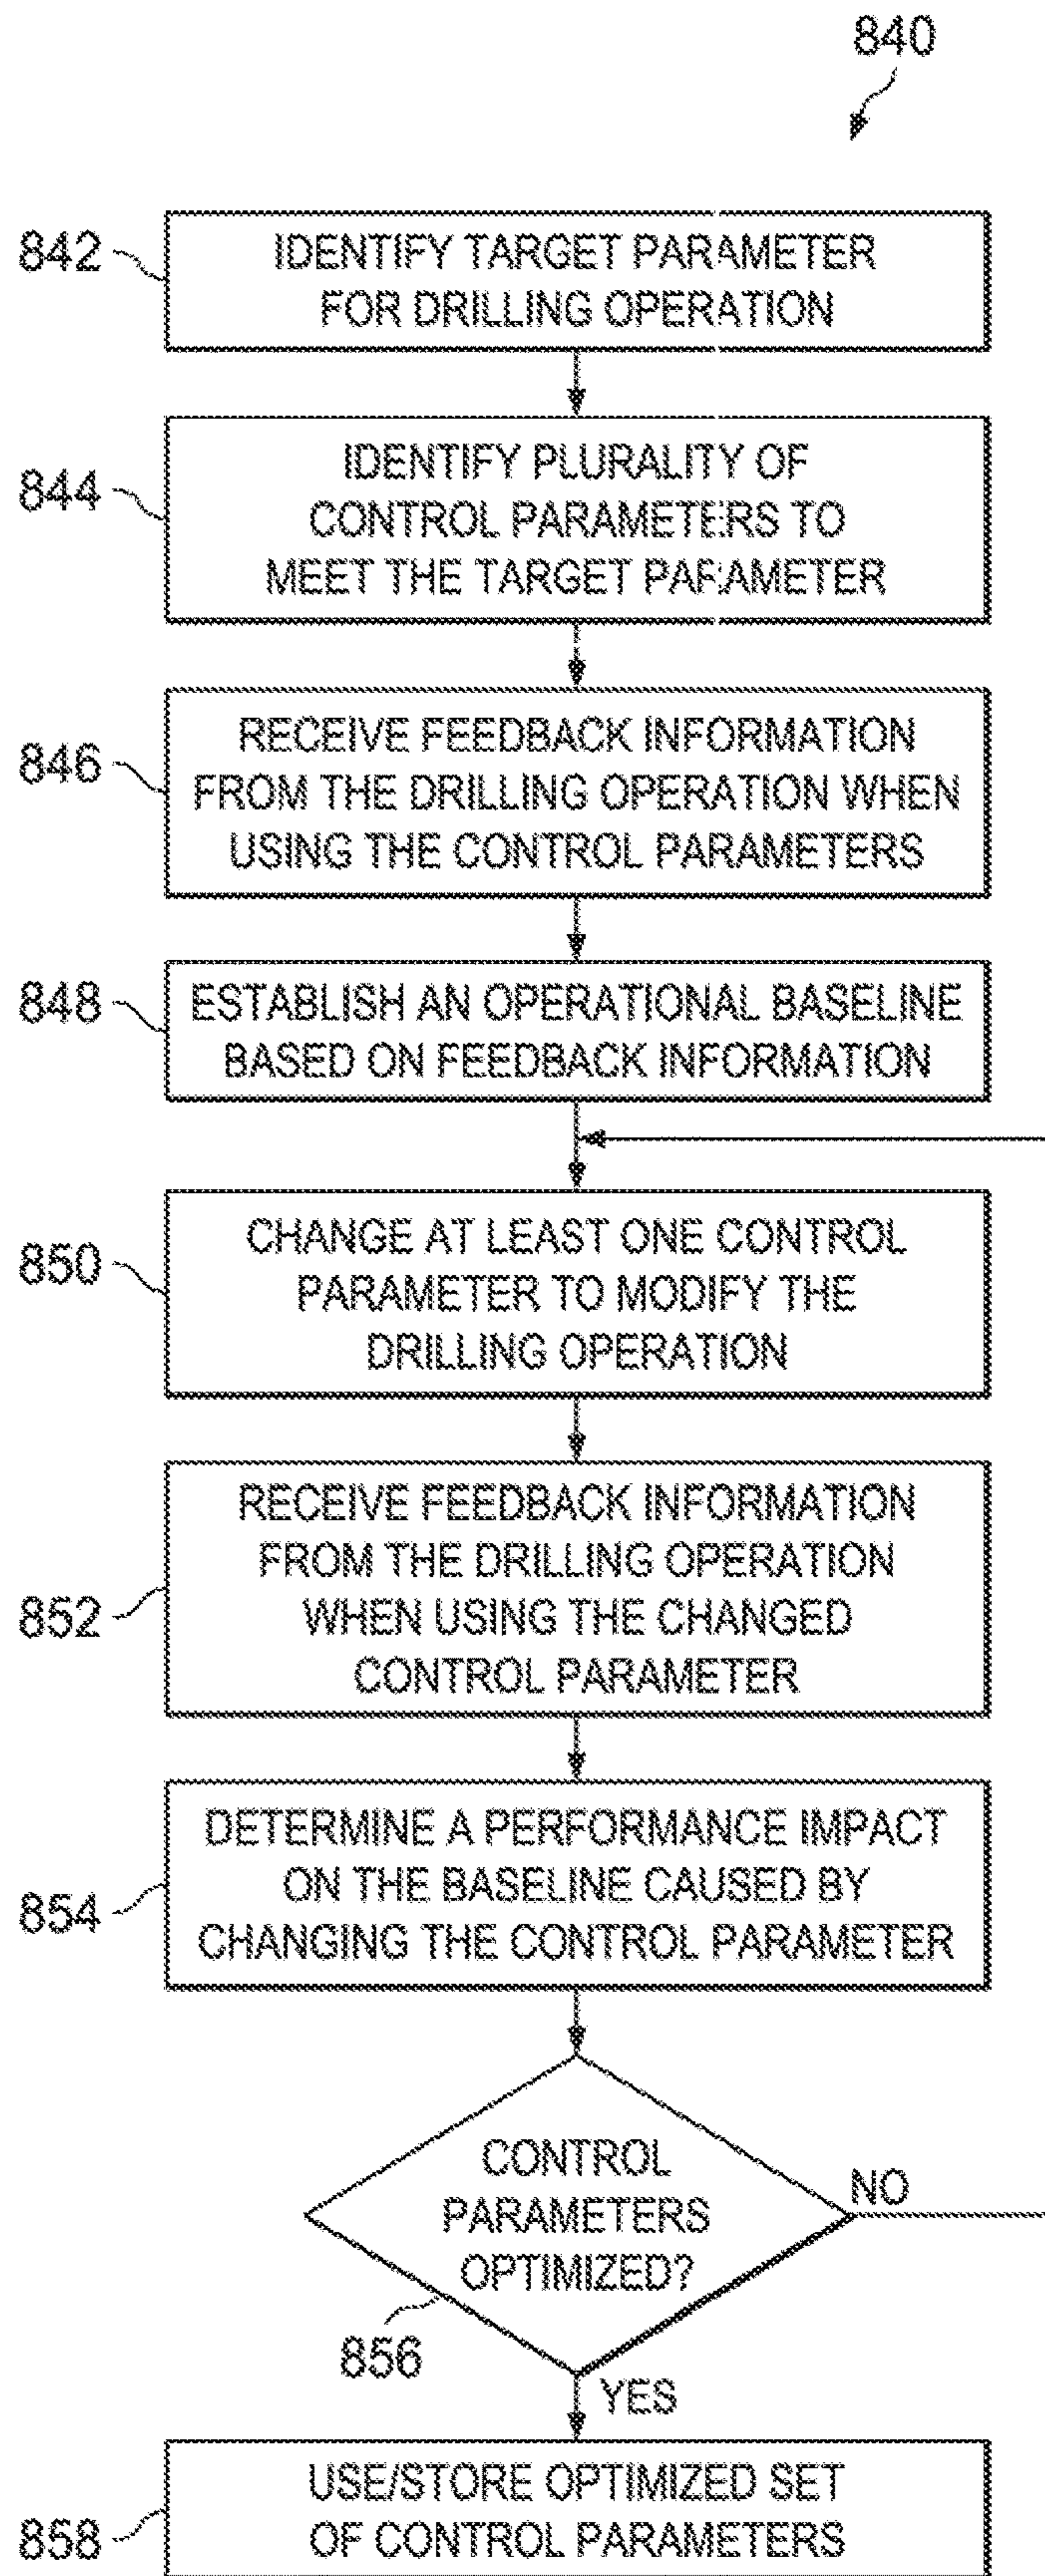 840
842
IDENTIFY TARGET PARAMETER
FOR DRILLING OPERATION
844
IDENTIFY PLURALITY OF
CONTROL PARAMETERS TO
MEET THE TARGET PARAMETER
846
RECEIVE FEEDBACK INFORMATION
FROM THE DRILLING OPERATION WHEN
USING THE CONTROL PARAMETERS
848
ESTABLISH AN OPERATIONAL BASELINE
BASED ON FEEDBACK INFORMATION
850
CHANGE AT LEAST ONE CONTROL
PARAMETER TO MODIFY THE
DRILLING OPERATION
852
RECEIVE FEEDBACK INFORMATION
FROM THE DRILLING OPERATION
WHEN USING THE CHANGED
CONTROL PARAMETER
854
DETERMINE A PERFORMANCE IMPACT
ON THE BASELINE CAUSED BY
CHANGING THE CONTROL PARAMETER
CONTROL
PARAMETERS
OPTIMIZED?
NO
856
YES
858
USE/STORE OPTIMIZED SET
OF CONTROL PARAMETERS